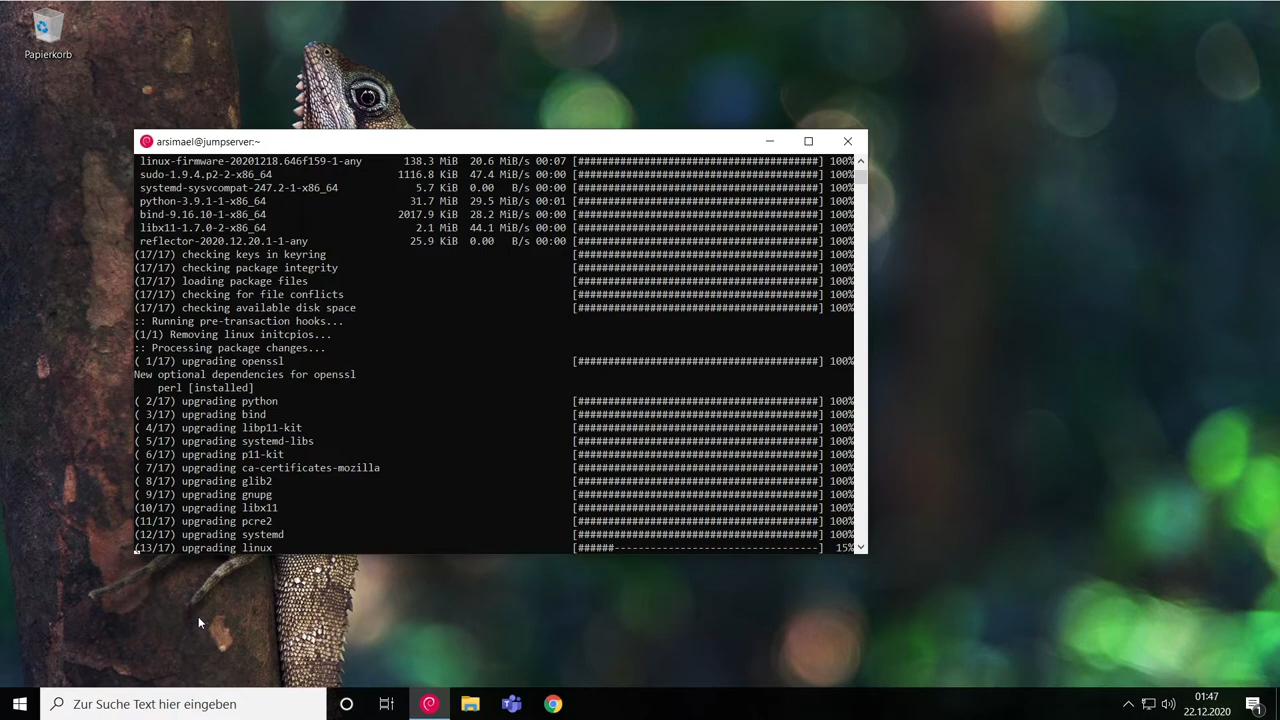 Papierkorb
arsimael@jumpserver:~
linux-firmware-20201218.646f159-1-any 138.3 MiB 20.6 MiB/s 00:07 [########################################] 100%
sudo-1.9.4.p2-2-x86_64 1116.8 KiB 47.4 MiB/s 00:00 [########################################] 100%
systemd-sysvcompat-247.2-1-x86_64 5.7 KiB 0.00 B/s 00:00 [########################################] 100%
python-3.9.1-1-x86_64 31.7 MiB 29.5 MiB/s 00:01 [########################################] 100%
bind-9.16.10-1-x86_64 2017.9 KiB 28.2 MiB/s 00:00 [########################################] 100%
libx11-1.7.0-2-x86_64 2.1 MiB 44.1 MiB/s 00:00 [########################################] 100%
reflector-2020.12.20.1-1-any 25.9 KiB 0.00 B/s 00:00 [########################################] 100%
(17/17) checking keys in keyring [########################################] 100%
(17/17) checking package integrity [########################################] 100%
(17/17) loading package files [########################################] 100%
(17/17) checking for file conflicts [########################################] 100%
(17/17) checking available disk space [########################################] 100%
:: Running pre-transaction hooks...
(1/1) Removing linux initcpios...
:: Processing package changes...
( 1/17) upgrading openssl [########################################] 100%
New optional dependencies for openssl
perl [installed]
( 2/17) upgrading python [########################################] 100%
( 3/17) upgrading bind [########################################] 100%
( 4/17) upgrading libp11-kit [########################################] 100%
( 5/17) upgrading systemd-libs [########################################] 100%
( 6/17) upgrading p11-kit [########################################] 100%
( 7/17) upgrading ca-certificates-mozilla [########################################] 100%
( 8/17) upgrading glib2 [########################################] 100%
( 9/17) upgrading gnupg [########################################] 100%
(10/17) upgrading libx11 [########################################] 100%
(11/17) upgrading pcre2 [########################################] 100%
(12/17) upgrading systemd [########################################] 100%
(13/17) upgrading linux [######----------------------------------] 15%
Zur Suche Text hier eingeben
01:47
22.12.2020
1